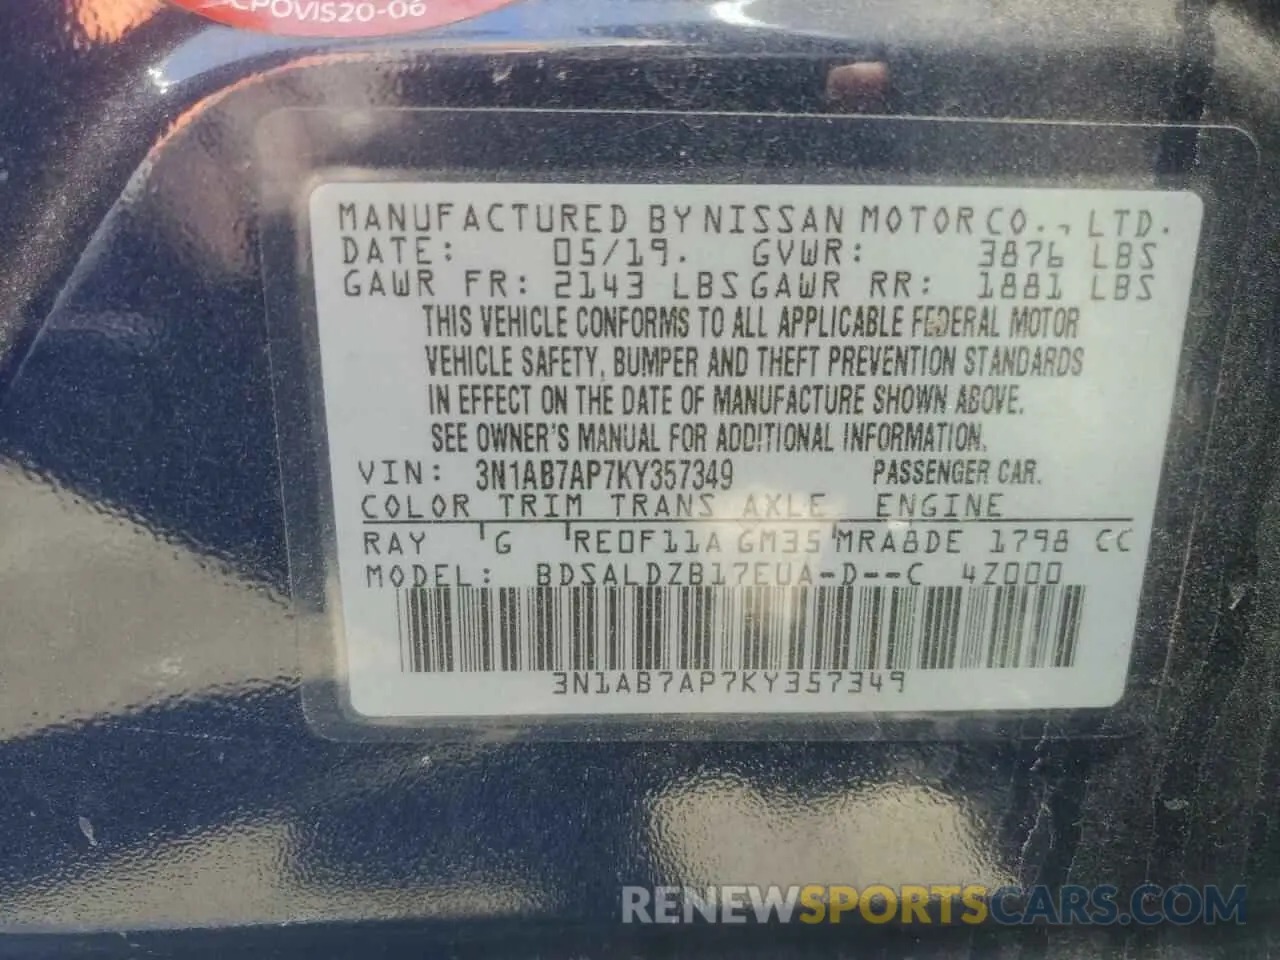 CPOVIS20-06
MANUFACTURED BY NISSAN MOTOR CO., LTD.
DATE: 05/19. GVWR: 3876 LBS
GAWR FR: 2143 LBS GAWR RR: 1881 LBS
THIS VEHICLE CONFORMS TO ALL APPLICABLE FEDERAL MOTOR
VEHICLE SAFETY, BUMPER AND THEFT PREVENTION STANDARDS
IN EFFECT ON THE DATE OF MANUFACTURE SHOWN ABOVE.
SEE OWNER'S MANUAL FOR ADDITIONAL INFORMATION.
VIN: 3N1AB7AP7KY357349 PASSENGER CAR.
COLOR TRIM TRANS AXLE ENGINE
RAY G RE0F11A GM35 MRA8DE 1798 CC
MODEL: BDSALDZB17EUA-D--C 4Z000
3N1AB7AP7KY357349
RENEWSPORTSCARS.COM